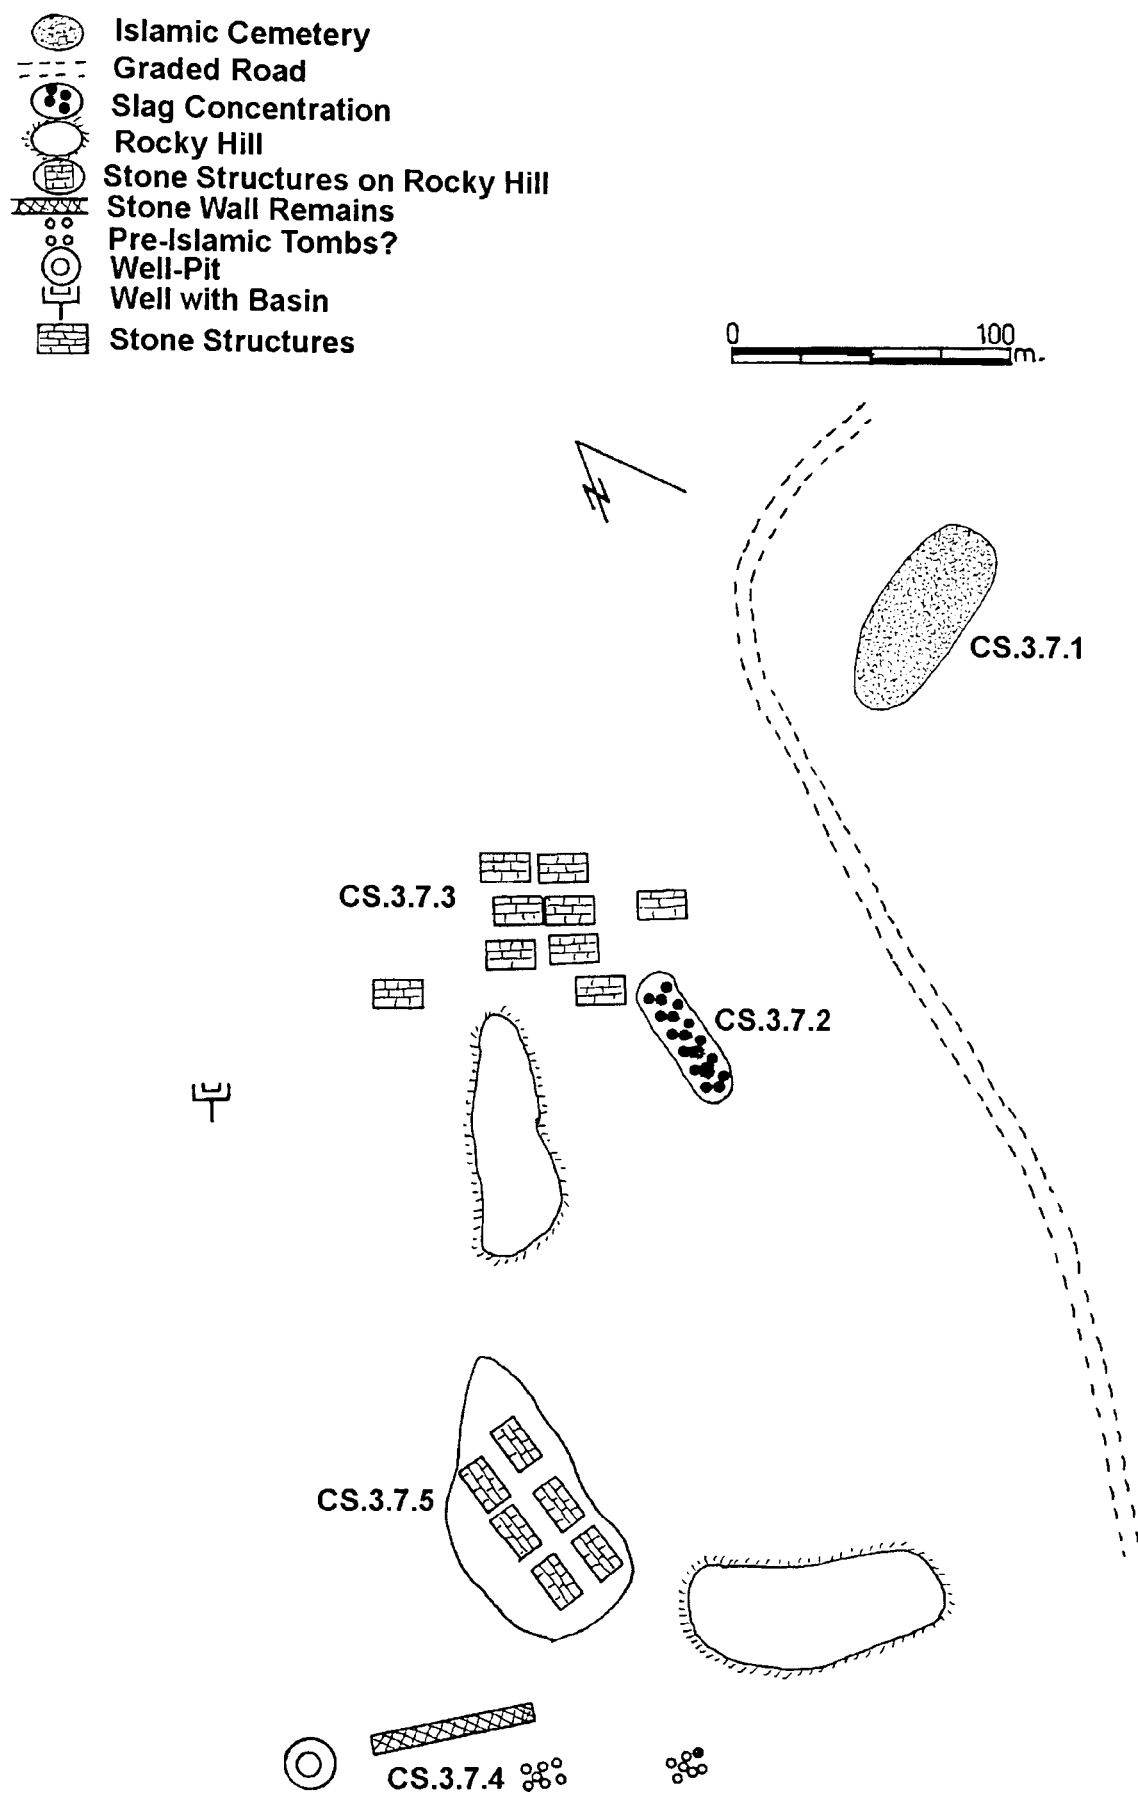 Islamic Cemetery
Graded Road
Slag Concentration
Rocky Hill
Stone Structures on Rocky Hill
Stone Wall Remains
Pre-Islamic Tombs?
Well-Pit
Well with Basin
Stone Structures
0 100 m.
N
CS.3.7.1
CS.3.7.3
CS.3.7.2
CS.3.7.5
CS.3.7.4